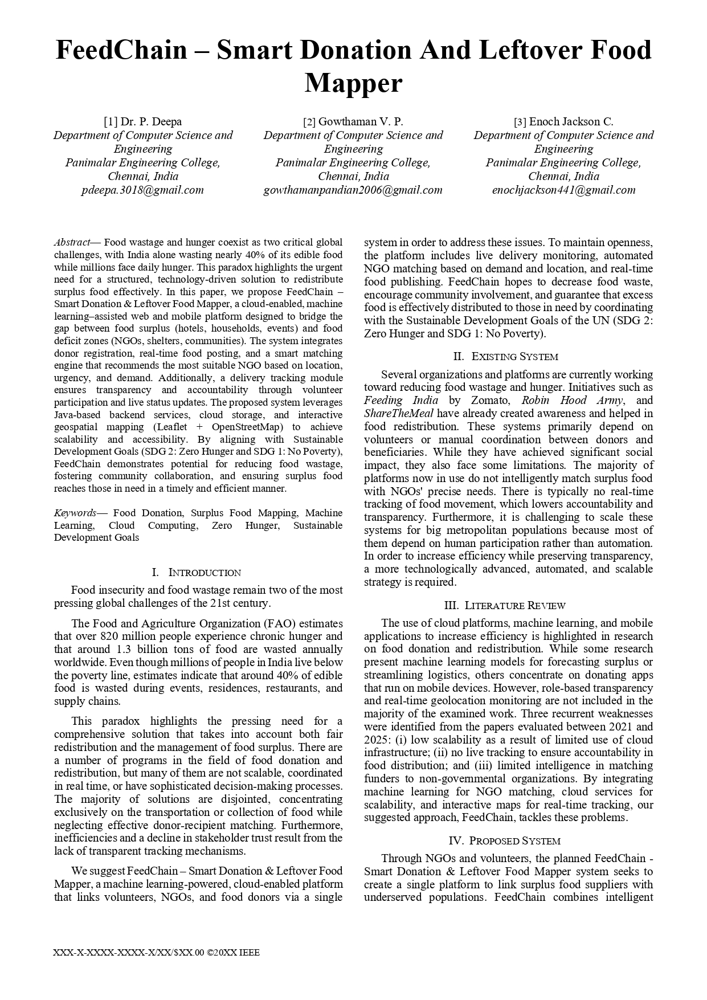 FeedChain – Smart Donation And Leftover Food
Mapper
[1] Dr. P. Deepa
Department of Computer Science and
Engineering
Panimalar Engineering College,
Chennai, India
pdeepa.3018@gmail.com
[2] Gowthaman V. P.
Department of Computer Science and
Engineering
Panimalar Engineering College,
Chennai, India
gowthamanpandian2006@gmail.com
[3] Enoch Jackson C.
Department of Computer Science and
Engineering
Panimalar Engineering College,
Chennai, India
enochjackson441@gmail.com
Abstract— Food wastage and hunger coexist as two critical global
challenges, with India alone wasting nearly 40% of its edible food
while millions face daily hunger. This paradox highlights the urgent
need for a structured, technology-driven solution to redistribute
surplus food effectively. In this paper, we propose FeedChain –
Smart Donation & Leftover Food Mapper, a cloud-enabled, machine
learning–assisted web and mobile platform designed to bridge the
gap between food surplus (hotels, households, events) and food
deficit zones (NGOs, shelters, communities). The system integrates
donor registration, real-time food posting, and a smart matching
engine that recommends the most suitable NGO based on location,
urgency, and demand. Additionally, a delivery tracking module
ensures transparency and accountability through volunteer
participation and live status updates. The proposed system leverages
Java-based backend services, cloud storage, and interactive
geospatial mapping (Leaflet + OpenStreetMap) to achieve
scalability and accessibility. By aligning with Sustainable
Development Goals (SDG 2: Zero Hunger and SDG 1: No Poverty),
FeedChain demonstrates potential for reducing food wastage,
fostering community collaboration, and ensuring surplus food
reaches those in need in a timely and efficient manner.
Keywords— Food Donation, Surplus Food Mapping, Machine
Learning, Cloud Computing, Zero Hunger, Sustainable
Development Goals
I. INTRODUCTION
Food insecurity and food wastage remain two of the most
pressing global challenges of the 21st century.
The Food and Agriculture Organization (FAO) estimates
that over 820 million people experience chronic hunger and
that around 1.3 billion tons of food are wasted annually
worldwide. Even though millions of people in India live below
the poverty line, estimates indicate that around 40% of edible
food is wasted during events, residences, restaurants, and
supply chains.
This paradox highlights the pressing need for a
comprehensive solution that takes into account both fair
redistribution and the management of food surplus. There are
a number of programs in the field of food donation and
redistribution, but many of them are not scalable, coordinated
in real time, or have sophisticated decision-making processes.
The majority of solutions are disjointed, concentrating
exclusively on the transportation or collection of food while
neglecting effective donor-recipient matching. Furthermore,
inefficiencies and a decline in stakeholder trust result from the
lack of transparent tracking mechanisms.
We suggest FeedChain – Smart Donation & Leftover Food
Mapper, a machine learning-powered, cloud-enabled platform
that links volunteers, NGOs, and food donors via a single
system in order to address these issues. To maintain openness,
the platform includes live delivery monitoring, automated
NGO matching based on demand and location, and real-time
food publishing. FeedChain hopes to decrease food waste,
encourage community involvement, and guarantee that excess
food is effectively distributed to those in need by coordinating
with the Sustainable Development Goals of the UN (SDG 2:
Zero Hunger and SDG 1: No Poverty).
II. EXISTING SYSTEM
Several organizations and platforms are currently working
toward reducing food wastage and hunger. Initiatives such as
Feeding India by Zomato, Robin Hood Army, and
ShareTheMeal have already created awareness and helped in
food redistribution. These systems primarily depend on
volunteers or manual coordination between donors and
beneficiaries. While they have achieved significant social
impact, they also face some limitations. The majority of
platforms now in use do not intelligently match surplus food
with NGOs' precise needs. There is typically no real-time
tracking of food movement, which lowers accountability and
transparency. Furthermore, it is challenging to scale these
systems for big metropolitan populations because most of
them depend on human participation rather than automation.
In order to increase efficiency while preserving transparency,
a more technologically advanced, automated, and scalable
strategy is required.
III. LITERATURE REVIEW
The use of cloud platforms, machine learning, and mobile
applications to increase efficiency is highlighted in research
on food donation and redistribution. While some research
present machine learning models for forecasting surplus or
streamlining logistics, others concentrate on donating apps
that run on mobile devices. However, role-based transparency
and real-time geolocation monitoring are not included in the
majority of the examined work. Three recurrent weaknesses
were identified from the papers evaluated between 2021 and
2025: (i) low scalability as a result of limited use of cloud
infrastructure; (ii) no live tracking to ensure accountability in
food distribution; and (iii) limited intelligence in matching
funders to non-governmental organizations. By integrating
machine learning for NGO matching, cloud services for
scalability, and interactive maps for real-time tracking, our
suggested approach, FeedChain, tackles these problems.
IV. PROPOSED SYSTEM
Through NGOs and volunteers, the planned FeedChain -
Smart Donation & Leftover Food Mapper system seeks to
create a single platform to link surplus food suppliers with
underserved populations. FeedChain combines intelligent
XXX-X-XXXX-XXXX-X/XX/$XX.00 ©20XX IEEE